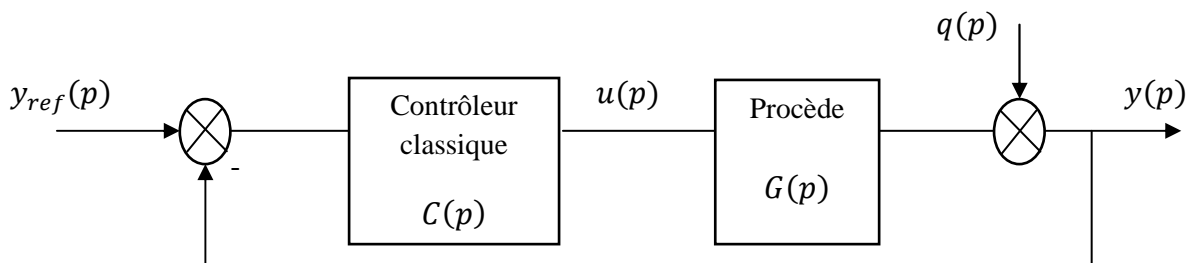 q(p)
y_ref(p)
Contrôleur
classique
C(p)
u(p)
Procède
G(p)
y(p)
-